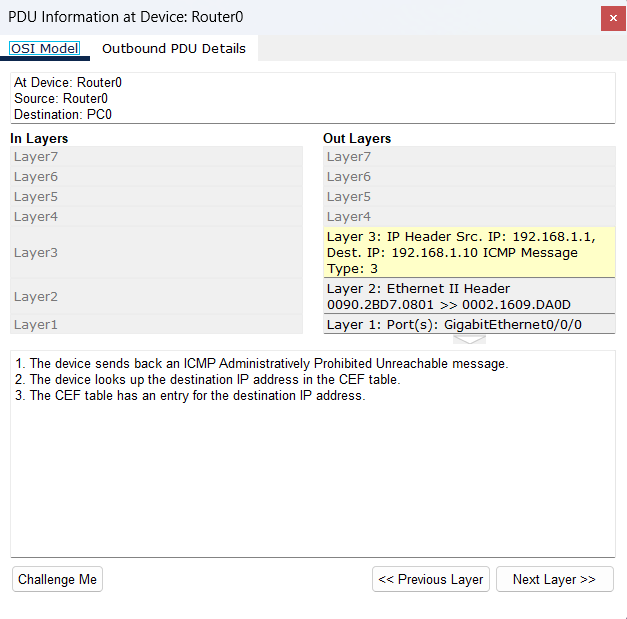 PDU Information at Device: Router0
×
OSI Model
Outbound PDU Details
At Device: Router0
Source: Router0
Destination: PC0
In Layers
Layer7
Layer6
Layer5
Layer4
Layer3
Layer2
Layer1
Out Layers
Layer7
Layer6
Layer5
Layer4
Layer 3: IP Header Src. IP: 192.168.1.1,
Dest. IP: 192.168.1.10 ICMP Message
Type: 3
Layer 2: Ethernet II Header
0090.2BD7.0801 >> 0002.1609.DA0D
Layer 1: Port(s): GigabitEthernet0/0/0
1. The device sends back an ICMP Administratively Prohibited Unreachable message.
2. The device looks up the destination IP address in the CEF table.
3. The CEF table has an entry for the destination IP address.
Challenge Me
<< Previous Layer
Next Layer >>